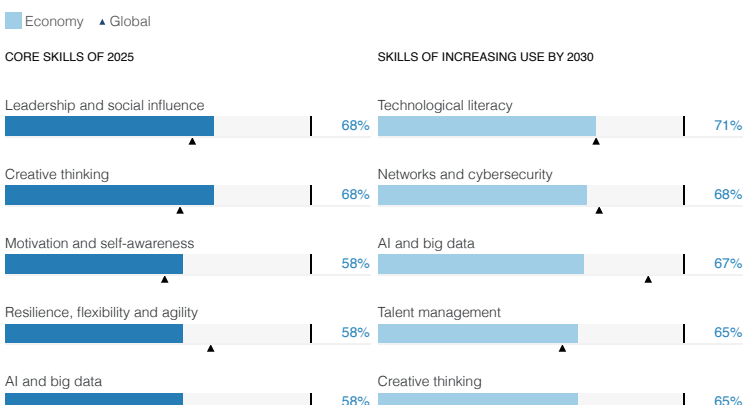 Economy Global
CORE SKILLS OF 2025
Leadership and social influence
68%
Creative thinking
68%
Motivation and self-awareness
58%
Resilience, flexibility and agility
58%
AI and big data
58%
SKILLS OF INCREASING USE BY 2030
Technological literacy
71%
Networks and cybersecurity
68%
AI and big data
67%
Talent management
65%
Creative thinking
65%